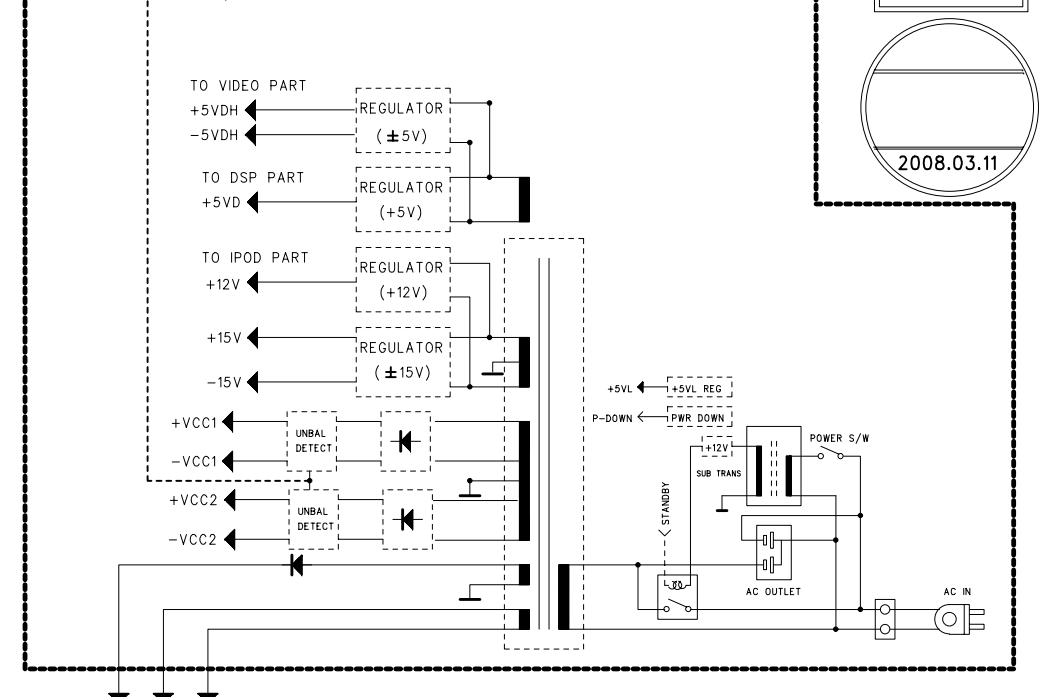 2008.03.11
TO VIDEO PART
+5VDH
-5VDH
REGULATOR
(±5V)
TO DSP PART
+5VD
REGULATOR
(+5V)
TO IPOD PART
+12V
REGULATOR
(+12V)
+15V
-15V
REGULATOR
(±15V)
+VCC1
-VCC1
UNBAL
DETECT
+VCC2
-VCC2
UNBAL
DETECT
+5VL
+5VL REG
P-DOWN
PWR DOWN
+12V
SUB TRANS
POWER S/W
STANDBY
AC OUTLET
AC IN